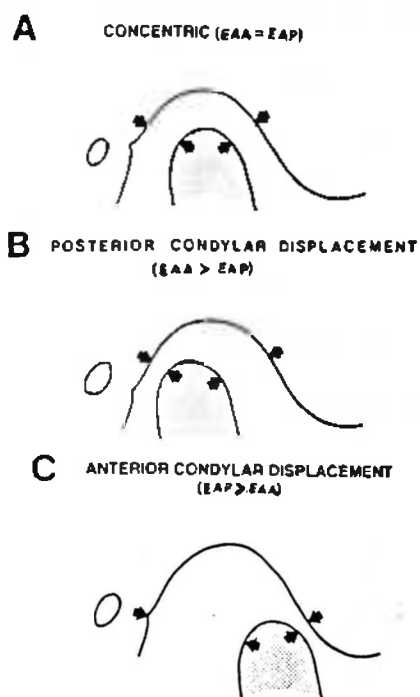 A
CONCENTRIC (EAA = EAP)
B
POSTERIOR CONDYLAR DISPLACEMENT
(EAA > EAP)
C
ANTERIOR CONDYLAR DISPLACEMENT
(EAP > EAA)